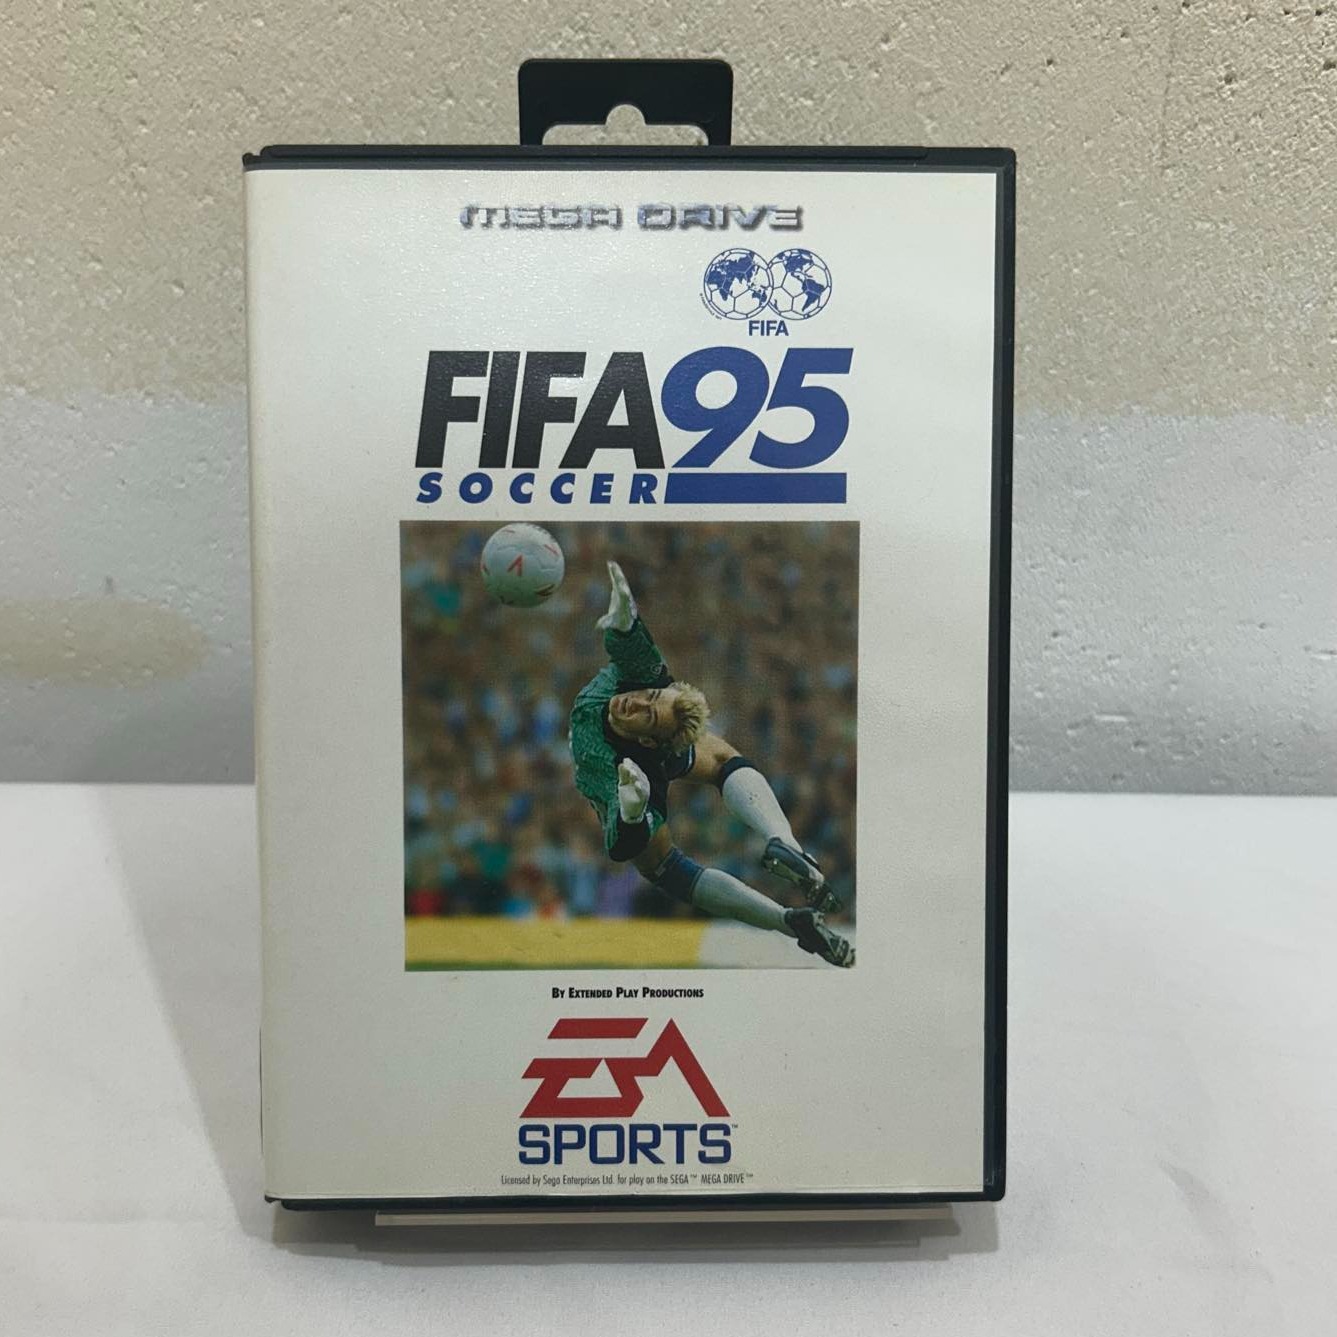 MEGA DRIVE
FIFA
FIFA 95
SOCCER
BY EXTENDED PLAY PRODUCTIONS
EA
SPORTS™
Licensed by Sega Enterprises Ltd. for play on the SEGA™ MEGA DRIVE™